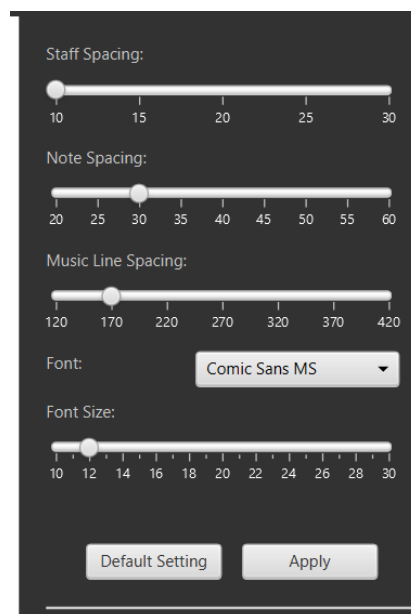 Staff Spacing:
10 15 20 25 30
Note Spacing:
20 25 30 35 40 45 50 55 60
Music Line Spacing:
120 170 220 270 320 370 420
Font: Comic Sans MS
Font Size:
10 12 14 16 18 20 22 24 26 28 30
Default Setting Apply